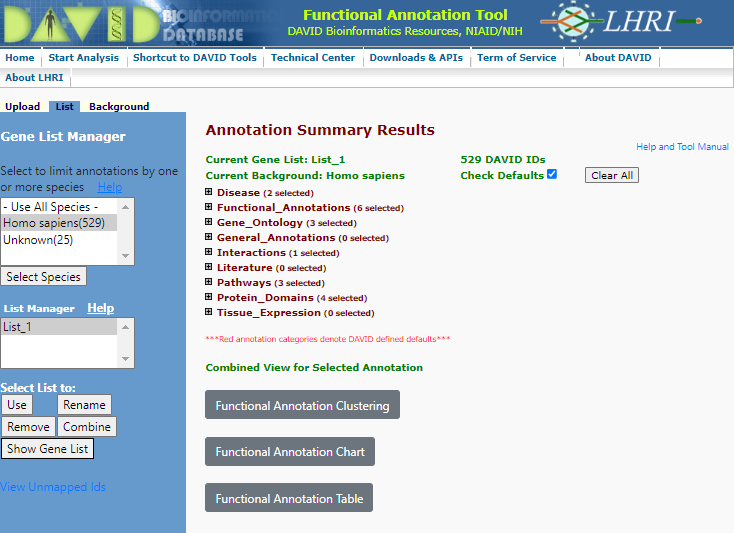 DAVID BIOINFORMATICS DATABASE
Functional Annotation Tool
DAVID Bioinformatics Resources, NIAID/NIH
LHRI
Home Start Analysis Shortcut to DAVID Tools Technical Center Downloads & APIs Term of Service About DAVID
About LHRI
Upload List Background
Gene List Manager
Select to limit annotations by one
or more species Help
- Use All Species -
Homo sapiens(529)
Unknown(25)
Select Species
List Manager Help
List_1
Select List to:
Use Rename
Remove Combine
Show Gene List
View Unmapped Ids
Annotation Summary Results
Help and Tool Manual
Current Gene List: List_1 529 DAVID IDs
Current Background: Homo sapiens Check Defaults Clear All
Disease (2 selected)
Functional_Annotations (6 selected)
Gene_Ontology (3 selected)
General_Annotations (0 selected)
Interactions (1 selected)
Literature (0 selected)
Pathways (3 selected)
Protein_Domains (4 selected)
Tissue_Expression (0 selected)
***Red annotation categories denote DAVID defined defaults***
Combined View for Selected Annotation
Functional Annotation Clustering
Functional Annotation Chart
Functional Annotation Table